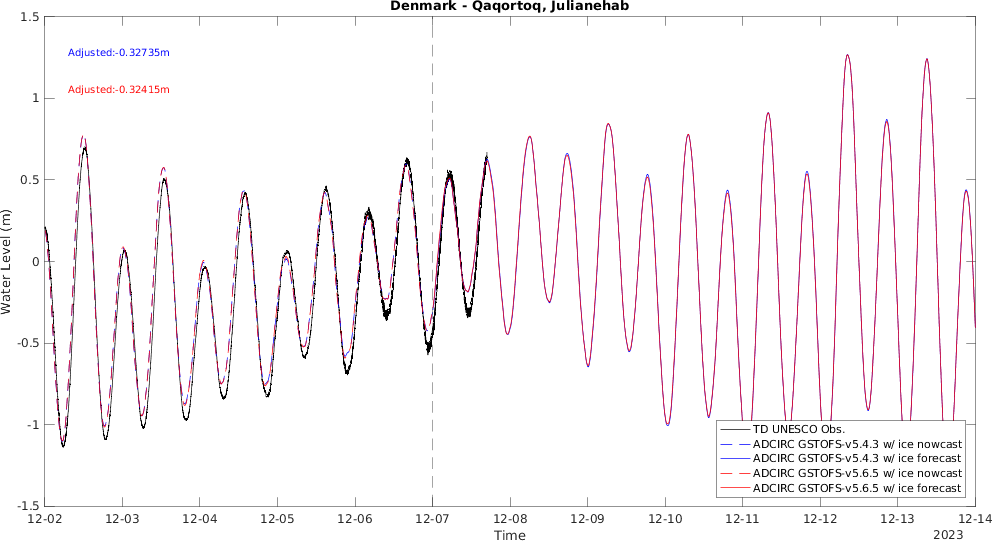 Denmark - Qaqortoq, Julianehab
1.5
1
0.5
0
-0.5
-1
-1.5
Water Level (m)
Adjusted:-0.32735m
Adjusted:-0.32415m
TD UNESCO Obs.
ADCIRC GSTOFS-v5.4.3 w/ ice nowcast
ADCIRC GSTOFS-v5.4.3 w/ ice forecast
ADCIRC GSTOFS-v5.6.5 w/ ice nowcast
ADCIRC GSTOFS-v5.6.5 w/ ice forecast
12-02 12-03 12-04 12-05 12-06 12-07 12-08 12-09 12-10 12-11 12-12 12-13 12-14
Time
2023